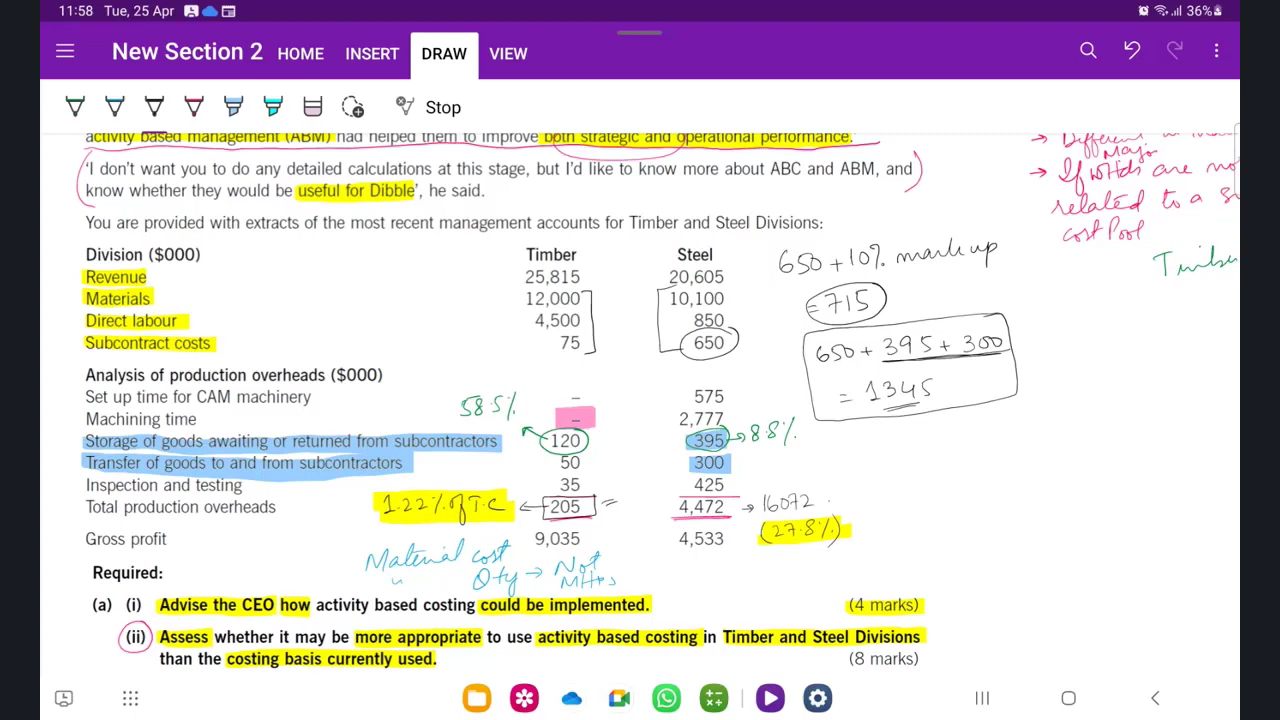 11:58 Tue, 25 Apr 36%
New Section 2 HOME INSERT DRAW VIEW
Stop
activity based management (ABM) had helped them to improve both strategic and operational performance.'
'I don't want you to do any detailed calculations at this stage, but I'd like to know more about ABC and ABM, and
know whether they would be useful for Dibble', he said.
You are provided with extracts of the most recent management accounts for Timber and Steel Divisions:
Division ($000) Timber Steel
Revenue 25,815 20,605
Materials 12,000 10,100
Direct labour 4,500 850
Subcontract costs 75 650
Analysis of production overheads ($000)
Set up time for CAM machinery – 575
Machining time – 2,777
Storage of goods awaiting or returned from subcontractors 120 395
Transfer of goods to and from subcontractors 50 300
Inspection and testing 35 425
Total production overheads 205 4,472
Gross profit 9,035 4,533
Required:
(a) (i) Advise the CEO how activity based costing could be implemented. (4 marks)
(ii) Assess whether it may be more appropriate to use activity based costing in Timber and Steel Divisions
than the costing basis currently used. (8 marks)
650 + 10% mark up
= 715
650 + 395 + 300
= 1345
58.5%
→ 8.8%
1.22% of T.C
→ 16072
(27.8%)
Material cost
" Qty → Not
MHrs
Major
→ If are no
related to a
cost Pool